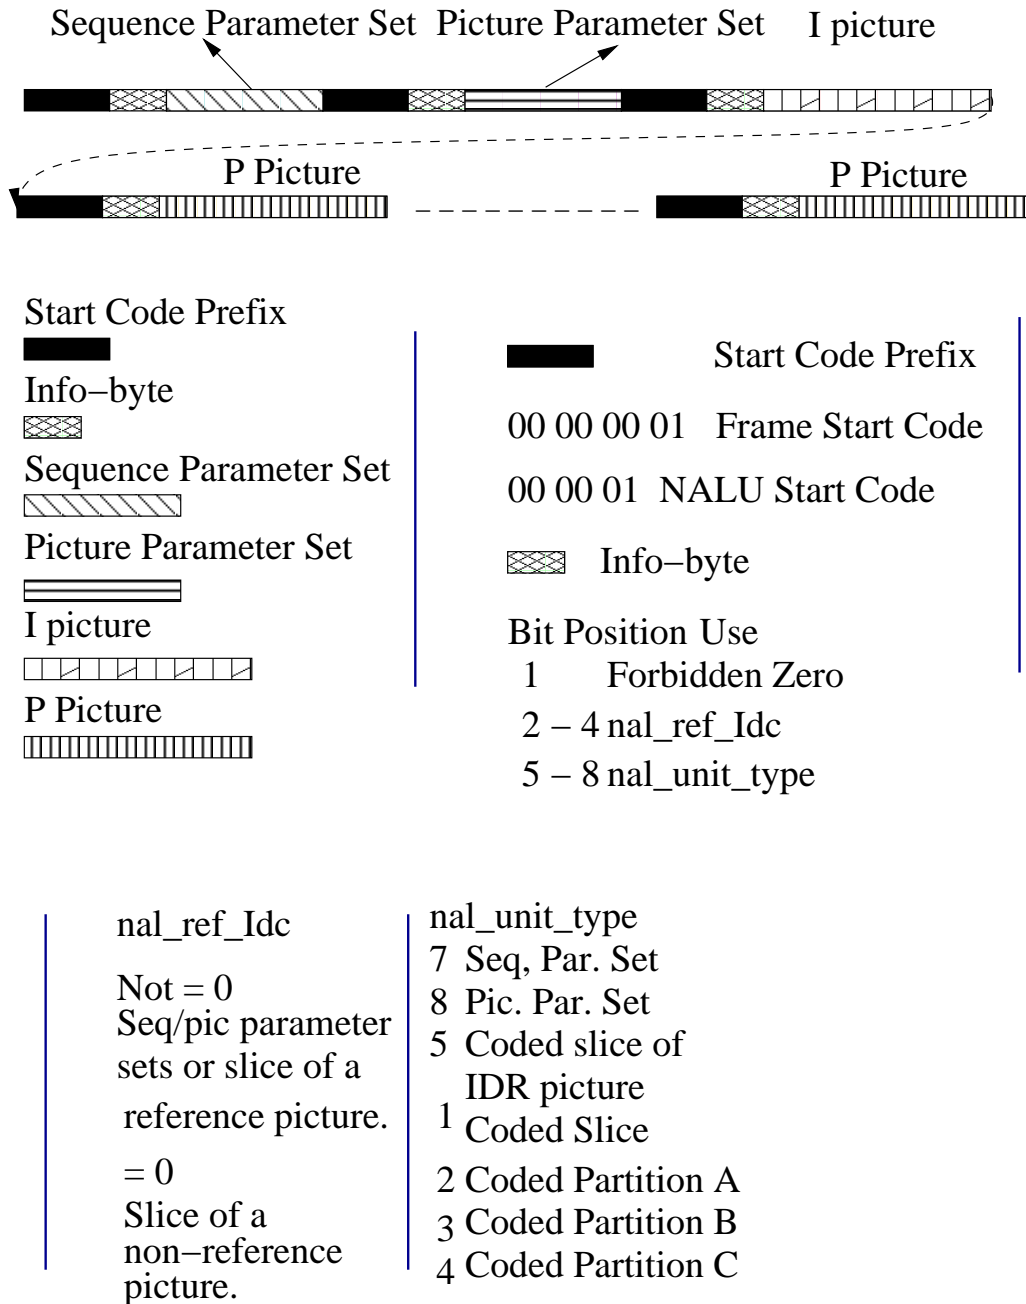 Sequence Parameter Set Picture Parameter Set I picture
P Picture
P Picture
Start Code Prefix
Info−byte
Sequence Parameter Set
Picture Parameter Set
I picture
P Picture
Start Code Prefix
00 00 00 01 Frame Start Code
00 00 01 NALU Start Code
Info−byte
Bit Position Use
1 Forbidden Zero
2 − 4 nal_ref_Idc
5 − 8 nal_unit_type
nal_ref_Idc
Not = 0
Seq/pic parameter
sets or slice of a
reference picture.
= 0
Slice of a
non−reference
picture.
nal_unit_type
7 Seq, Par. Set
8 Pic. Par. Set
5 Coded slice of
IDR picture
1 Coded Slice
2 Coded Partition A
3 Coded Partition B
4 Coded Partition C